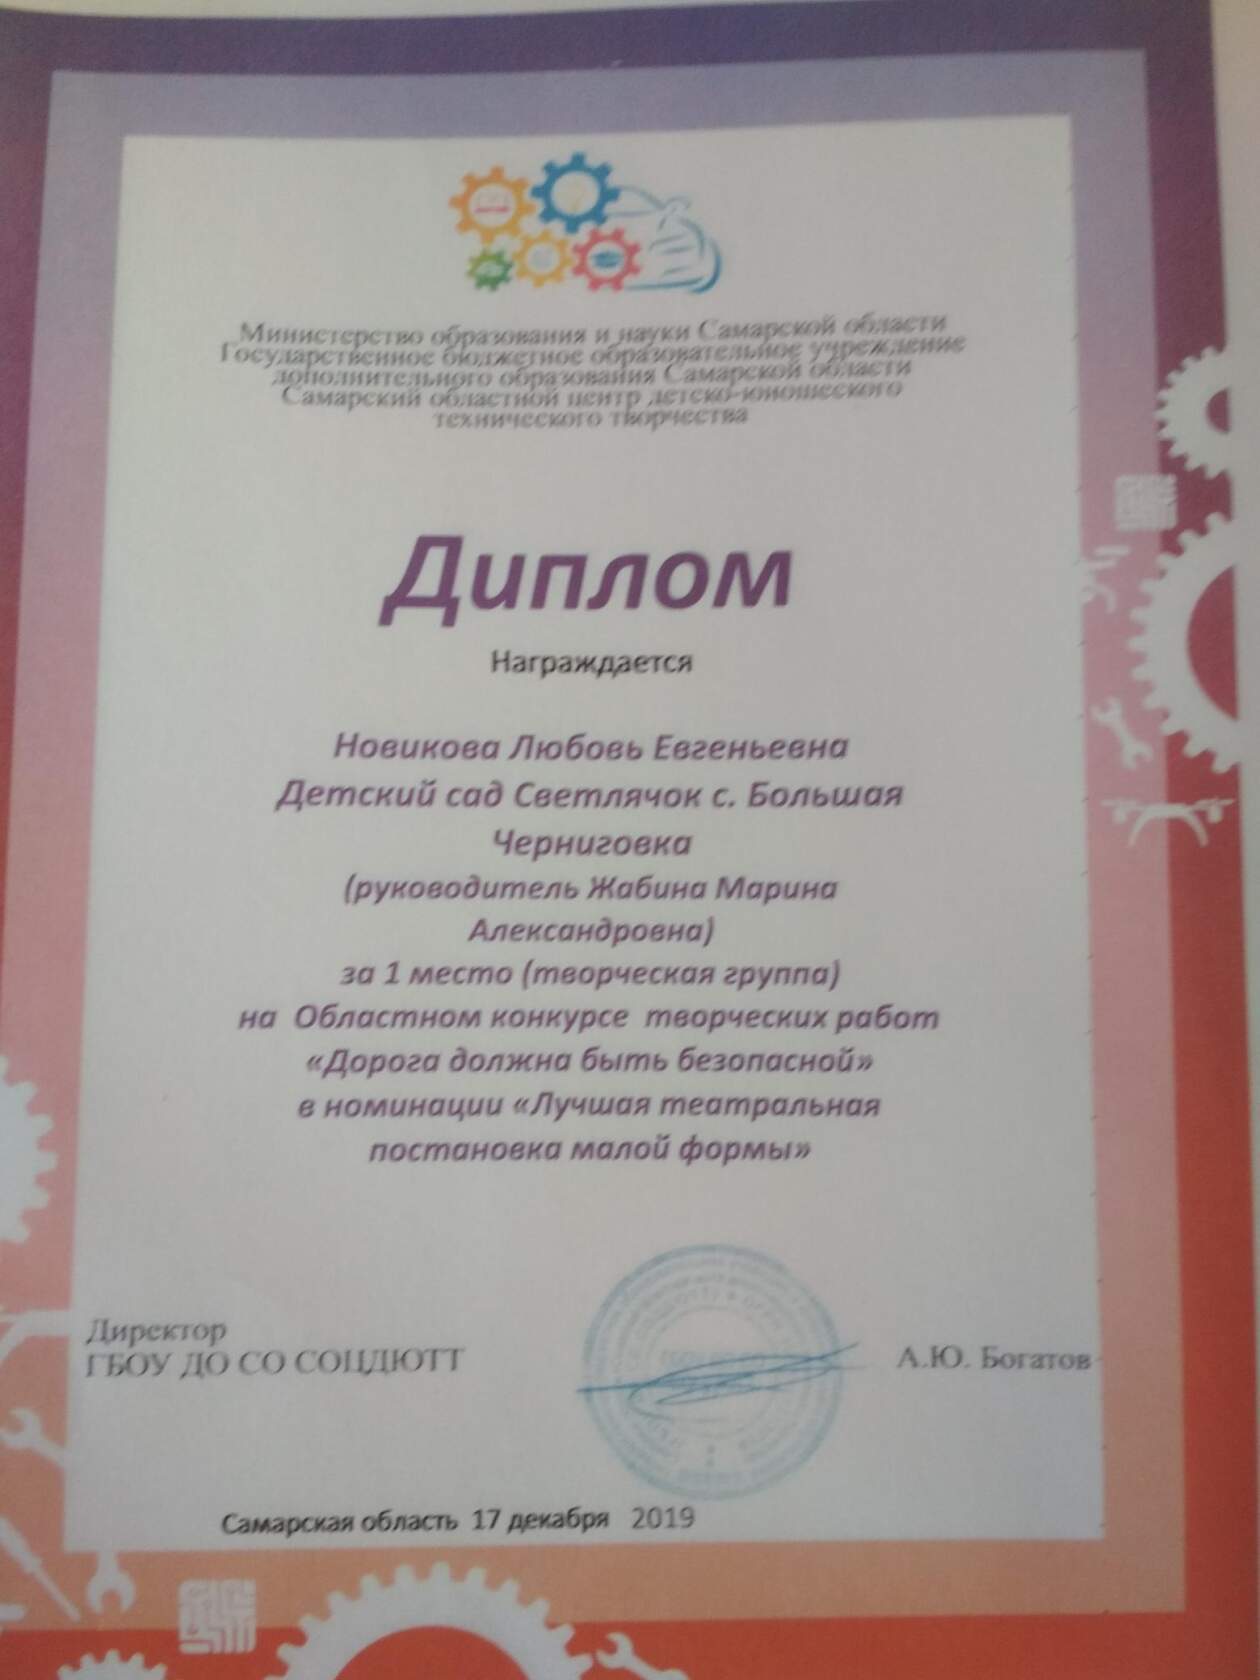 Министерство образования и науки Самарской области
Государственное бюджетное образовательное учреждение
дополнительного образования Самарской области
Самарский областной центр детско-юношеского
технического творчества
Диплом
Награждается
Новикова Любовь Евгеньевна
Детский сад Светлячок с. Большая
Черниговка
(руководитель Жабина Марина
Александровна)
за 1 место (творческая группа)
на Областном конкурсе творческих работ
«Дорога должна быть безопасной»
в номинации «Лучшая театральная
постановка малой формы»
Директор
ГБОУ ДО СО СОЦДЮТТ
А.Ю. Богатов
Самарская область 17 декабря 2019